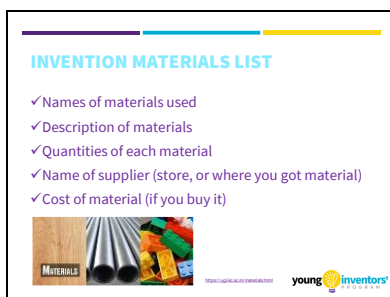 INVENTION MATERIALS LIST
✓Names of materials used
✓Description of materials
✓Quantities of each material
✓Name of supplier (store, or where you got material)
✓Cost of material (if you buy it)
MATERIALS
young inventors'
PROGRAM